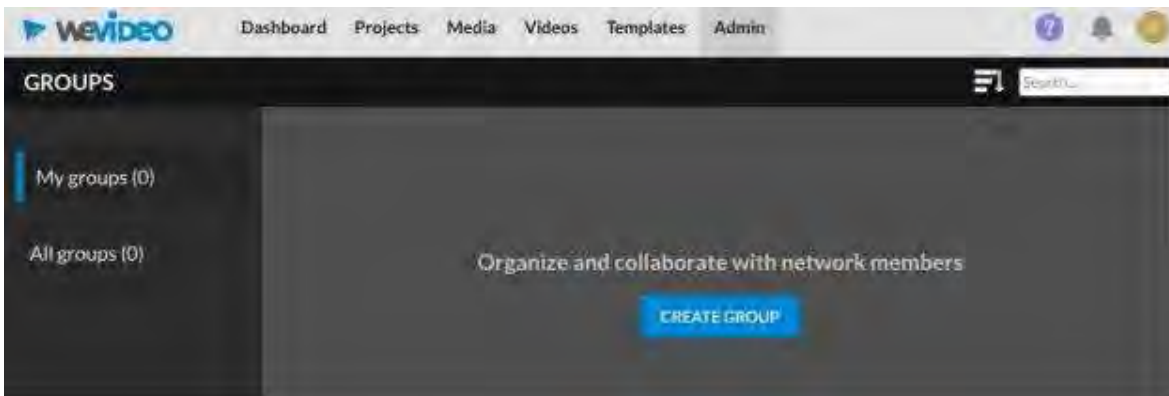 WeVideo Dashboard Projects Media Videos Templates Admin ?
GROUPS Search...
My groups (0)
All groups (0)
Organize and collaborate with network members
CREATE GROUP